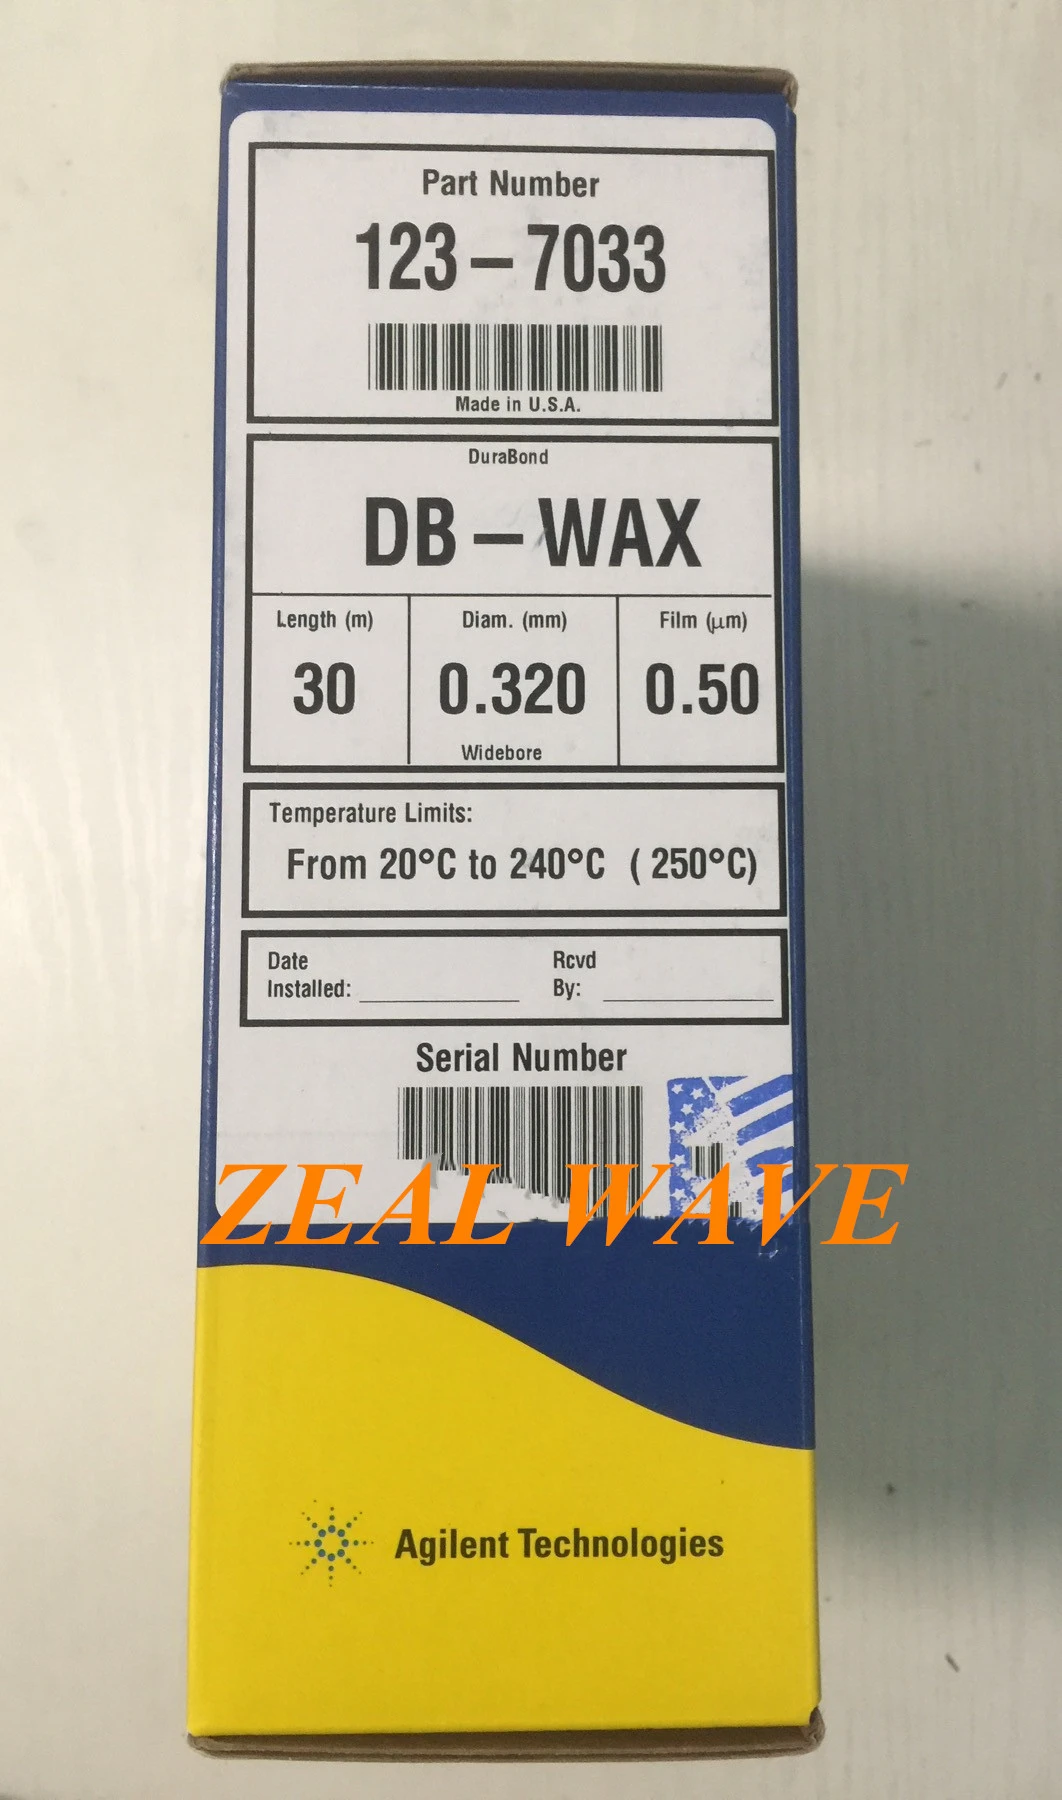 Part Number
123-7033
Made in U.S.A.
DuraBond
DB-WAX
Length (m) Diam. (mm) Film (µm)
30 0.320 0.50
Widebore
Temperature Limits:
From 20°C to 240°C ( 250°C)
Date Rcvd
Installed: By:
Serial Number
ZEAL WAVE
Agilent Technologies